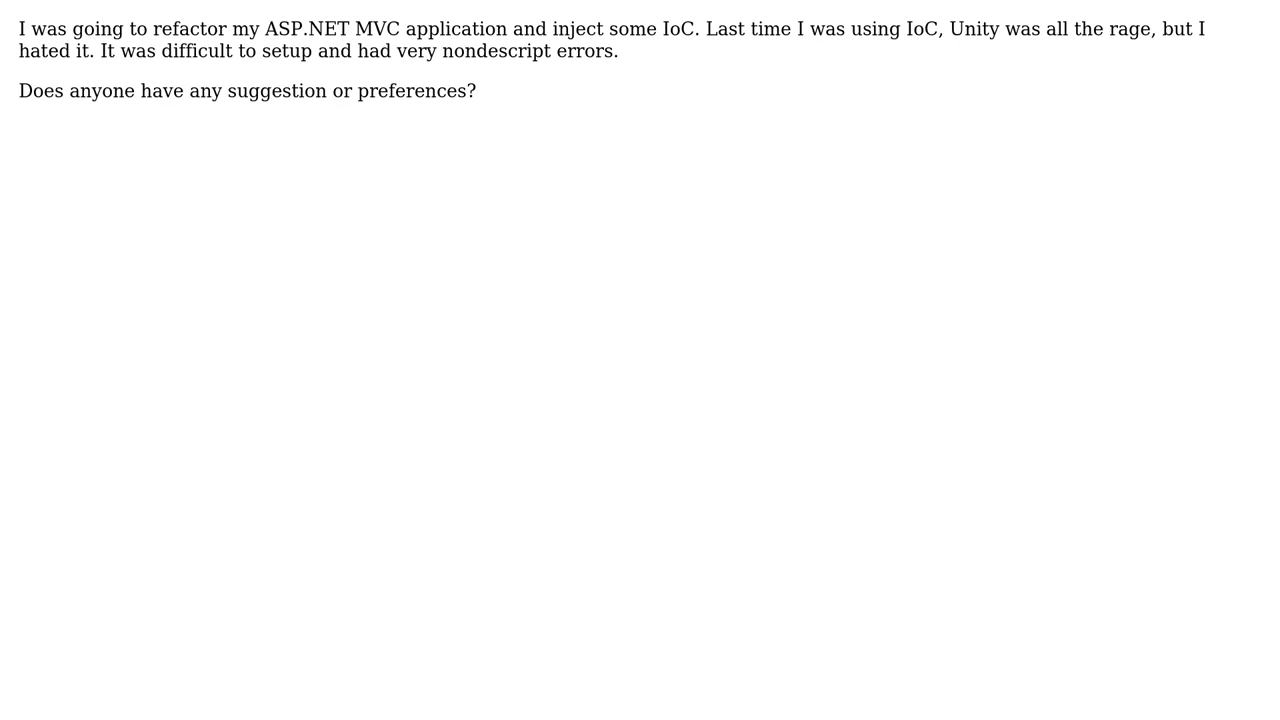 I was going to refactor my ASP.NET MVC application and inject some IoC. Last time I was using IoC, Unity was all the rage, but I
hated it. It was difficult to setup and had very nondescript errors.
Does anyone have any suggestion or preferences?